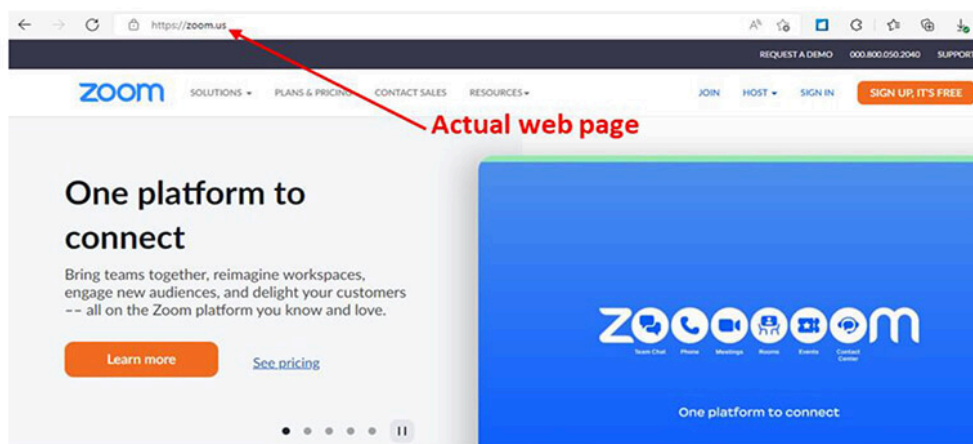 https://zoom.us
REQUEST A DEMO 000.800.050.2040 SUPPORT
zoom SOLUTIONS PLANS & PRICING CONTACT SALES RESOURCES JOIN HOST SIGN IN SIGN UP, IT'S FREE
Actual web page
One platform to
connect
Bring teams together, reimagine workspaces,
engage new audiences, and delight your customers
-- all on the Zoom platform you know and love.
Learn more See pricing
ZOOOOOOM
Team Chat Phone Meetings Rooms Events Contact
Center
One platform to connect